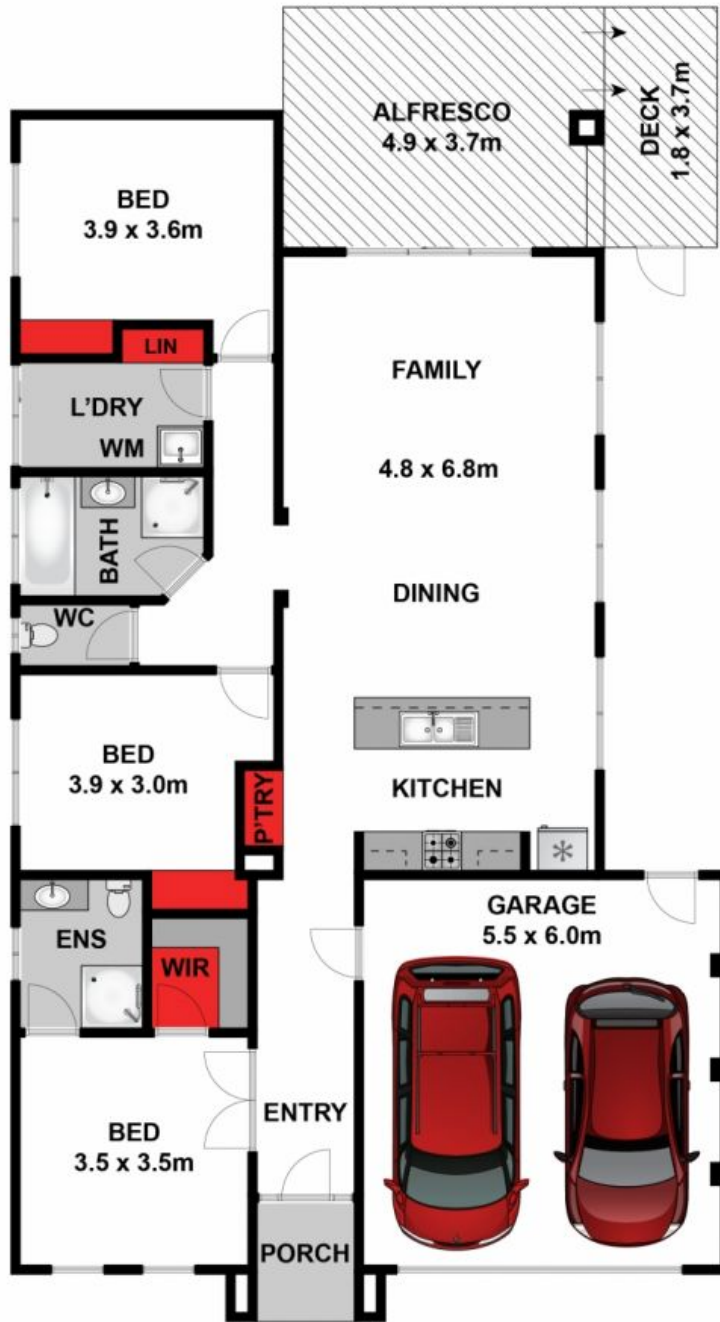 ALFRESCO
4.9 x 3.7m
DECK
1.8 x 3.7m
BED
3.9 x 3.6m
LIN
L'DRY
WM
FAMILY
4.8 x 6.8m
BATH
DINING
WC
BED
3.9 x 3.0m
P'TRY
KITCHEN
ENS
WIR
GARAGE
5.5 x 6.0m
BED
3.5 x 3.5m
ENTRY
PORCH